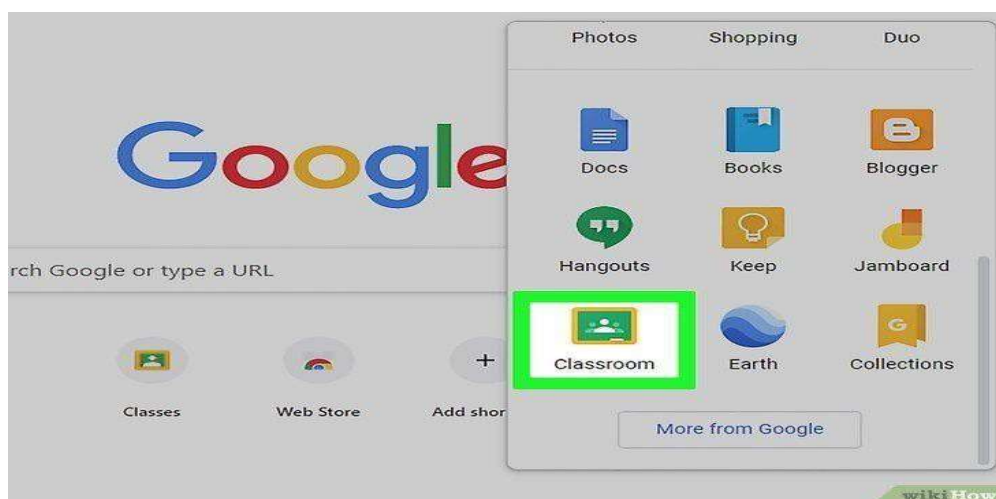 Photos Shopping Duo
Google
Docs Books Blogger
Hangouts Keep Jamboard
rch Google or type a URL
G
Classroom Earth Collections
Classes Web Store Add shor
More from Google
wikiHow